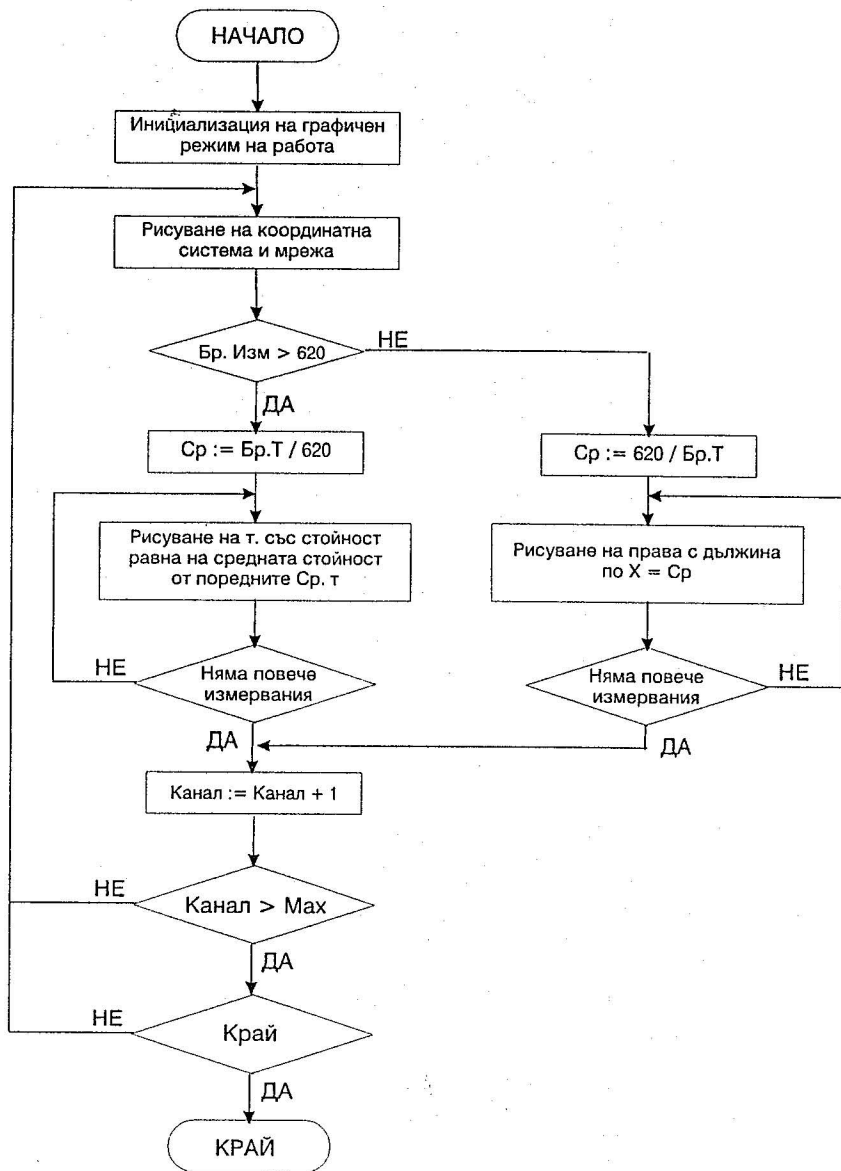 НАЧАЛО
Инициализация на графичен
режим на работа
Рисуване на координатна
система и мрежа
Бр. Изм > 620
НЕ
ДА
Ср := Бр.Т / 620
Ср := 620 / Бр.Т
Рисуване на т. със стойност
равна на средната стойност
от поредните Ср. т
Рисуване на права с дължина
по X = Ср
НЕ
Няма повече
измервания
Няма повече
измервания
НЕ
ДА
ДА
Канал := Канал + 1
НЕ
Канал > Max
ДА
НЕ
Край
ДА
КРАЙ